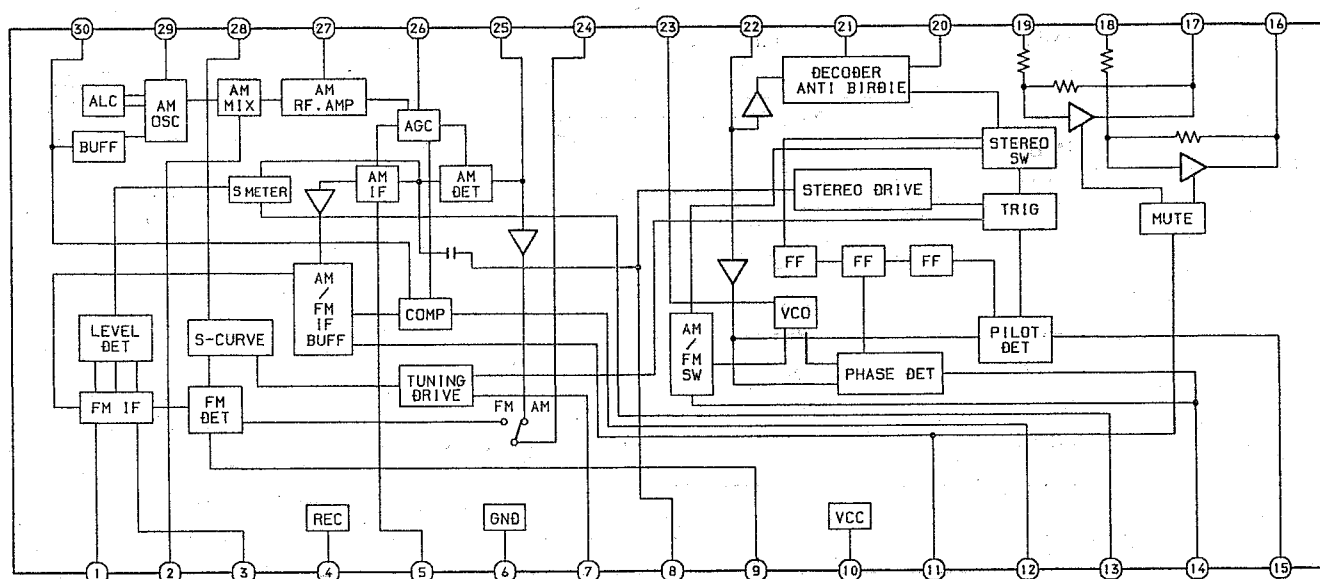 30 29 28 27 26 25 24 23 22 21 20 19 18 17 16
ALC
AM
OSC
AM
MIX
AM
RF.AMP
BUFF
AGC
S METER
AM
IF
AM
DET
DECODER
ANTI BIRDIE
STEREO
SW
STEREO DRIVE
TRIG
MUTE
FF
FF
FF
AM
/
FM
IF
BUFF
COMP
LEVEL
DET
S-CURVE
TUNING
DRIVE
FM IF
FM
DET
FM AM
AM
/
FM
SW
VCO
PHASE DET
PILOT
DET
REC
GND
VCC
1 2 3 4 5 6 7 8 9 10 11 12 13 14 15